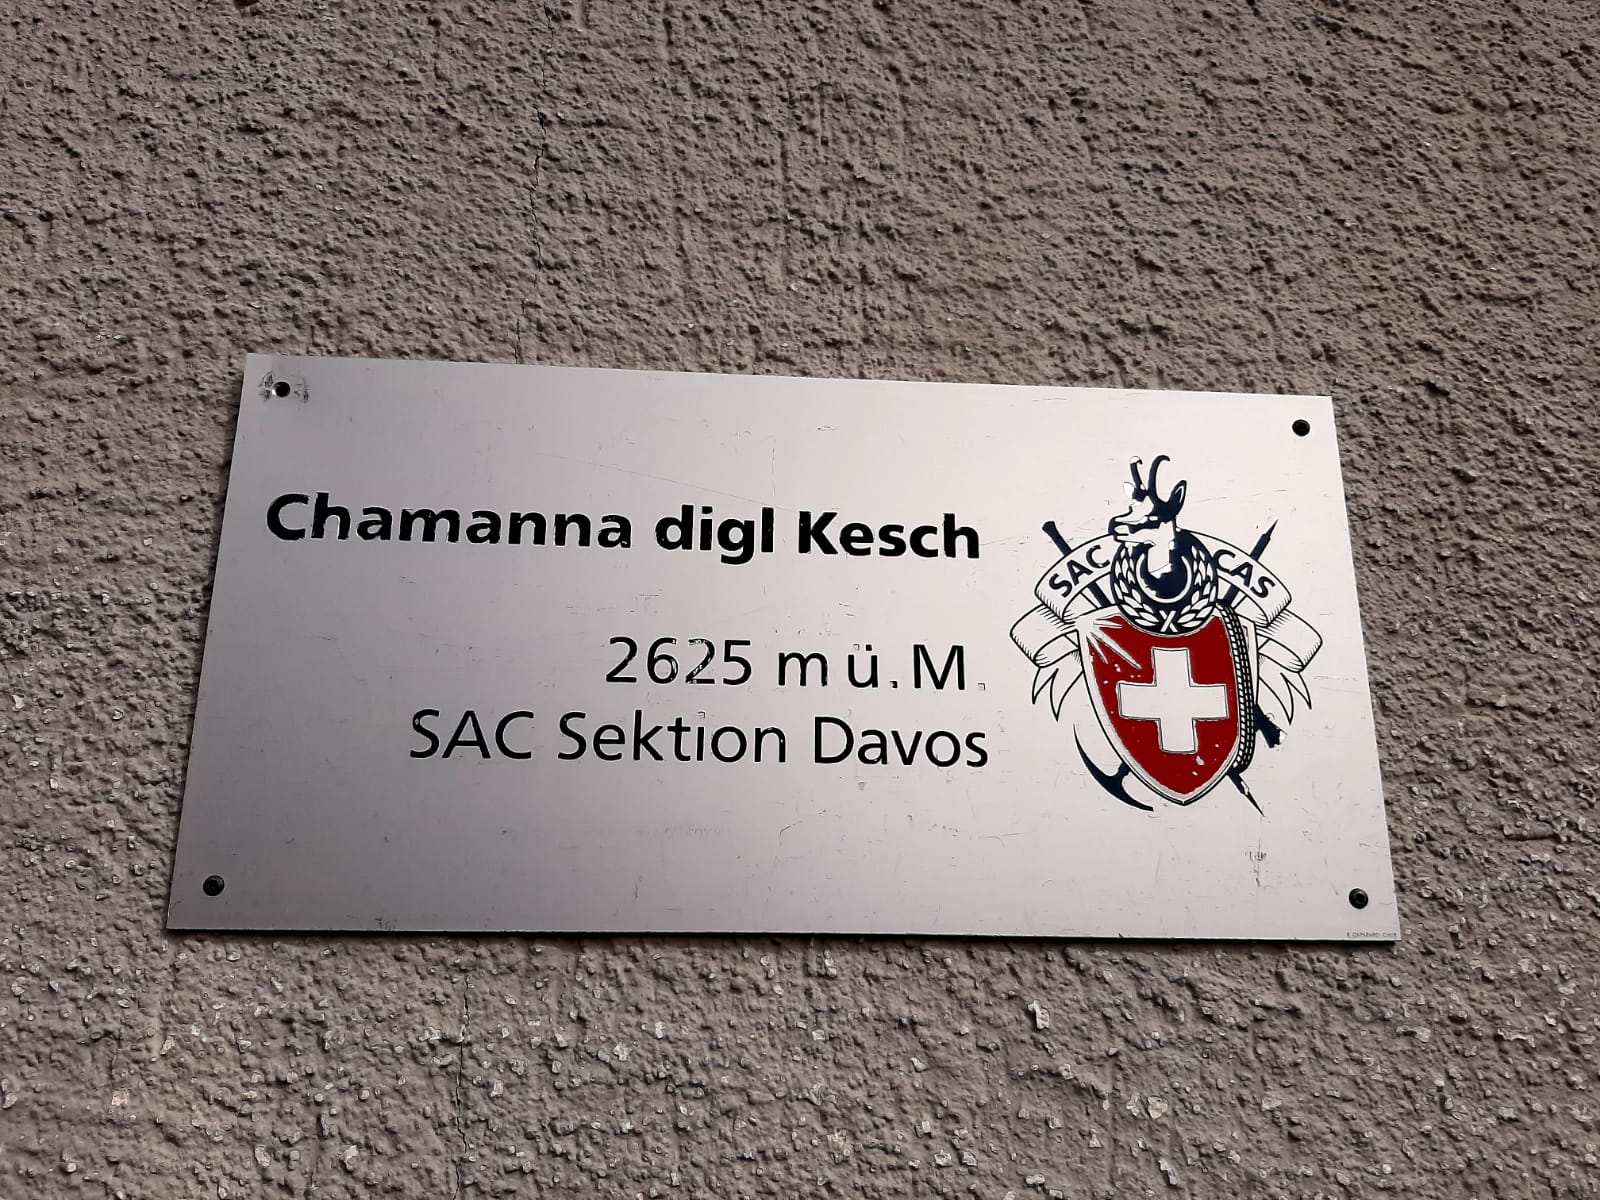 Chamanna digl Kesch
2625 m ü.M.
SAC Sektion Davos
SAC CAS